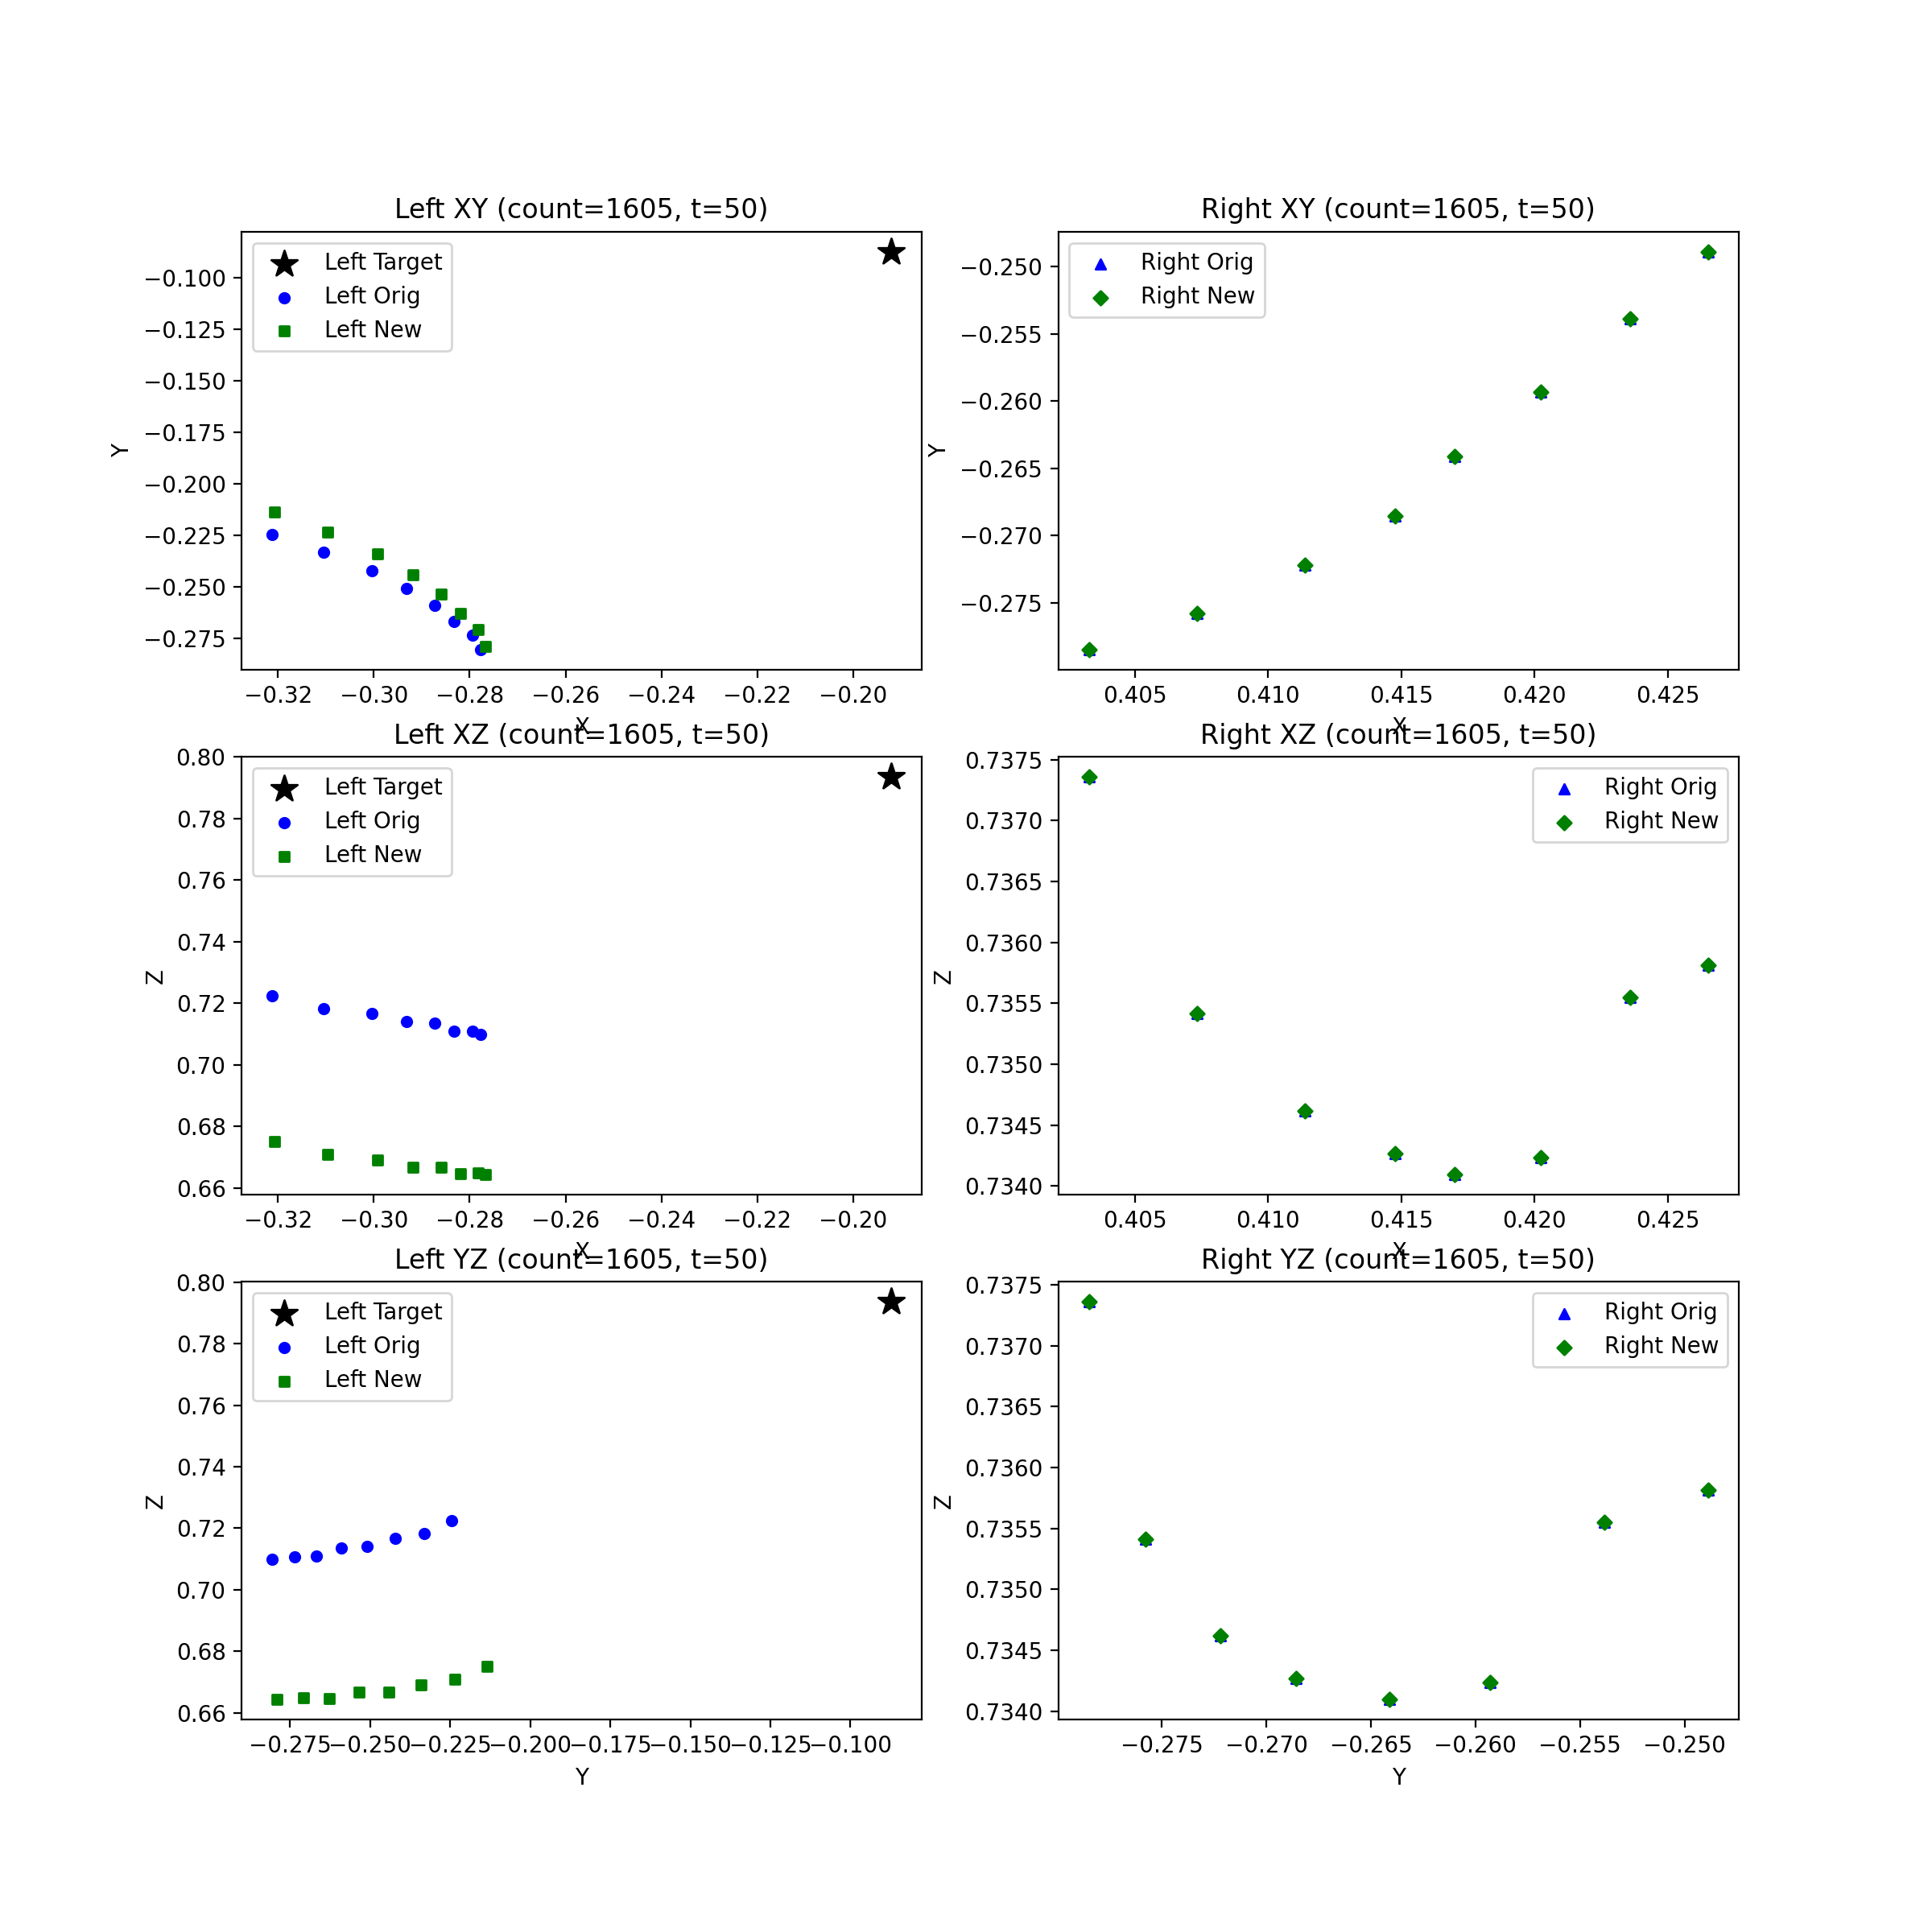 Left XY (count=1605, t=50)
Left Target
Left Orig
Left New
Y
−0.100
−0.125
−0.150
−0.175
−0.200
−0.225
−0.250
−0.275
−0.32 −0.30 −0.28 −0.26 −0.24 −0.22 −0.20
X
Right XY (count=1605, t=50)
Right Orig
Right New
Y
−0.250
−0.255
−0.260
−0.265
−0.270
−0.275
0.405 0.410 0.415 0.420 0.425
X
Left XZ (count=1605, t=50)
Left Target
Left Orig
Left New
Z
0.80
0.78
0.76
0.74
0.72
0.70
0.68
0.66
−0.32 −0.30 −0.28 −0.26 −0.24 −0.22 −0.20
X
Right XZ (count=1605, t=50)
Right Orig
Right New
Z
0.7375
0.7370
0.7365
0.7360
0.7355
0.7350
0.7345
0.7340
0.405 0.410 0.415 0.420 0.425
X
Left YZ (count=1605, t=50)
Left Target
Left Orig
Left New
Z
0.80
0.78
0.76
0.74
0.72
0.70
0.68
0.66
−0.275 −0.250 −0.225 −0.200 −0.175 −0.150 −0.125 −0.100
Y
Right YZ (count=1605, t=50)
Right Orig
Right New
Z
0.7375
0.7370
0.7365
0.7360
0.7355
0.7350
0.7345
0.7340
−0.275 −0.270 −0.265 −0.260 −0.255 −0.250
Y